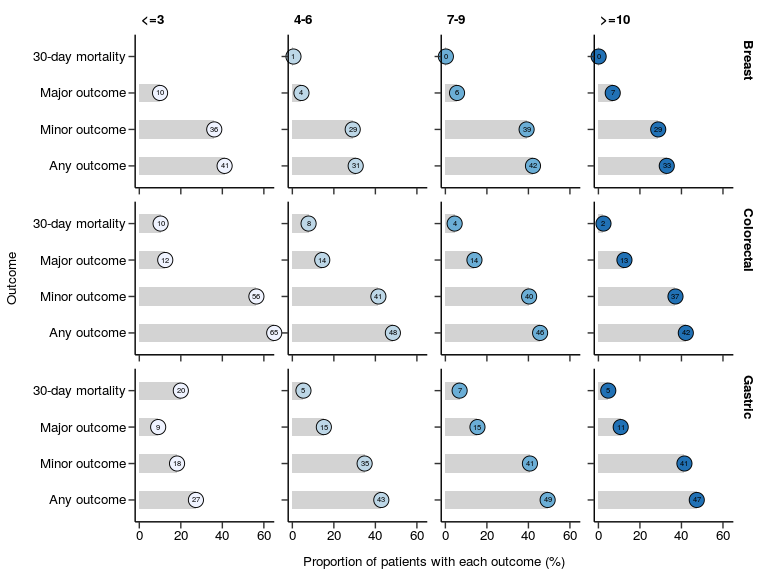 <=3 4-6 7-9 >=10
Breast
30-day mortality 1 0 0
Major outcome 10 4 6 7
Minor outcome 36 29 39 29
Any outcome 41 31 42 33
Colorectal
30-day mortality 10 8 4 2
Major outcome 12 14 14 13
Minor outcome 56 41 40 37
Any outcome 65 48 46 42
Outcome
Gastric
30-day mortality 20 5 7 5
Major outcome 9 15 15 11
Minor outcome 18 35 41 41
Any outcome 27 43 49 47
0 20 40 60 0 20 40 60 0 20 40 60 0 20 40 60
Proportion of patients with each outcome (%)